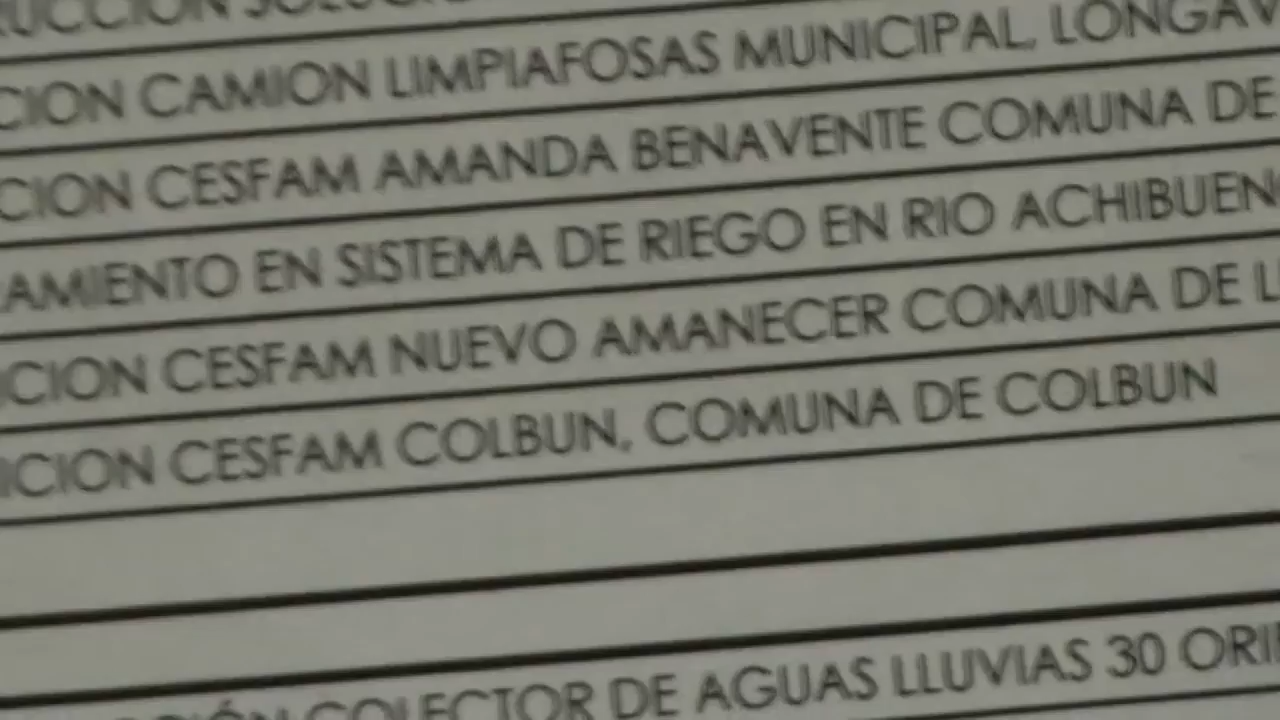 CION CAMION LIMPIAFOSAS MUNICIPAL, LONGAV
CION CESFAM AMANDA BENAVENTE COMUNA DE
AMIENTO EN SISTEMA DE RIEGO EN RIO ACHIBUEN
CION CESFAM NUEVO AMANECER COMUNA DE L
ICION CESFAM COLBUN, COMUNA DE COLBUN
COLECTOR DE AGUAS LLUVIAS 30 ORI